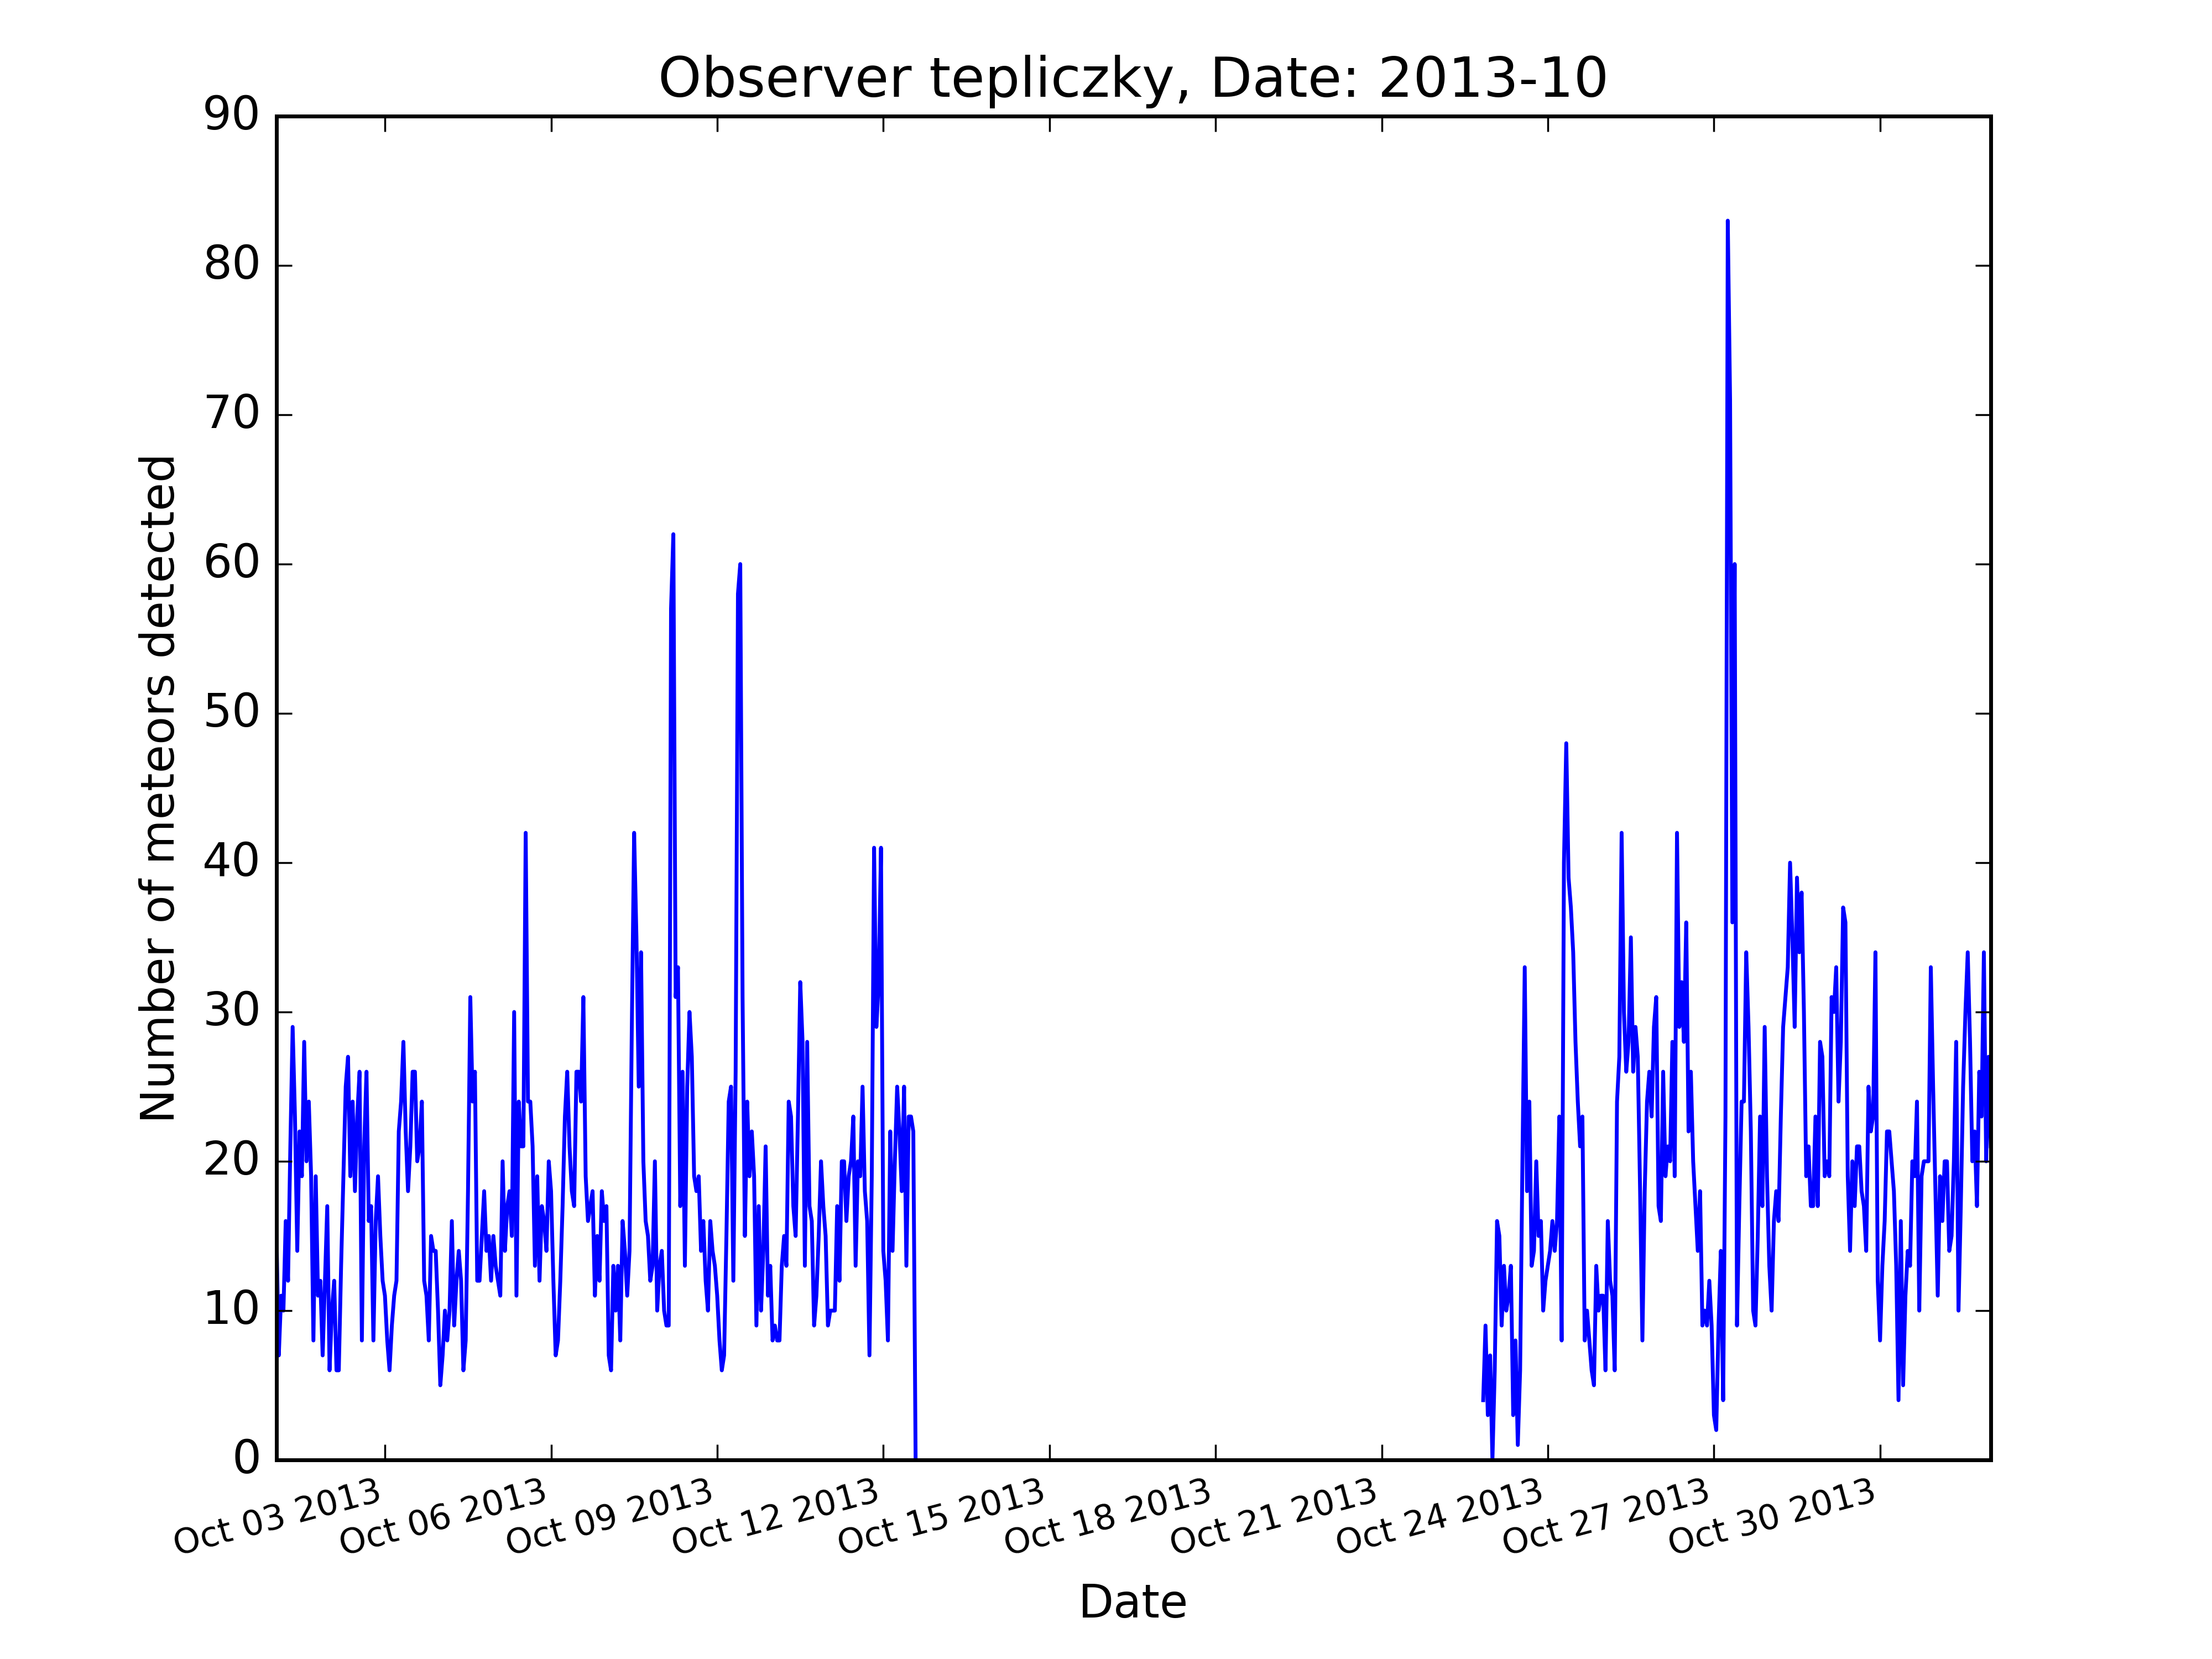 Observer tepliczky, Date: 2013-10
90
80
70
60
50
40
30
20
10
0
Number of meteors detected
Oct 03 2013
Oct 06 2013
Oct 09 2013
Oct 12 2013
Oct 15 2013
Oct 18 2013
Oct 21 2013
Oct 24 2013
Oct 27 2013
Oct 30 2013
Date